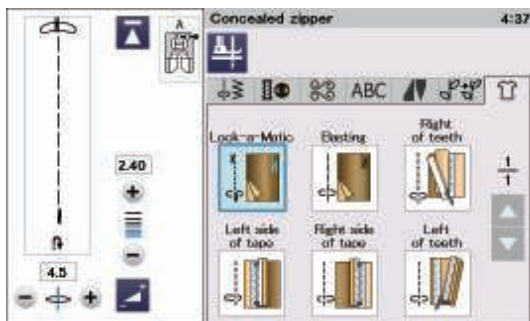 Concealed zipper 4:37
A
ABC
2.40
4.5
Lock-a-Matic
Basting
Right
of teeth
1
1
Left side
of tape
Right side
of tape
Left
of teeth